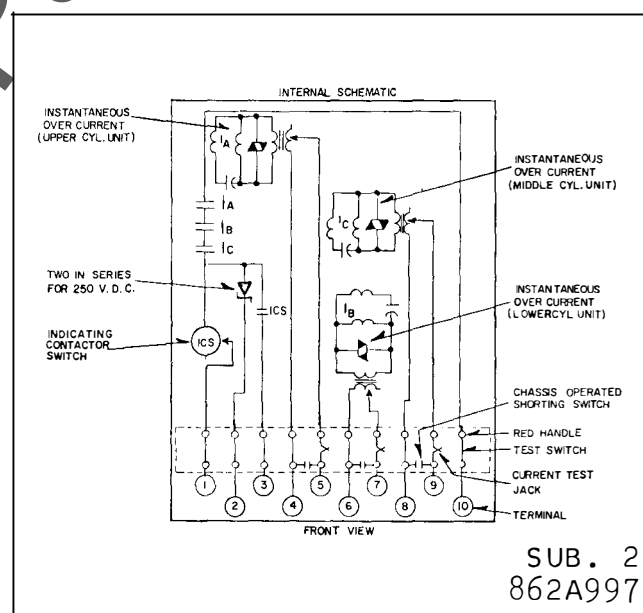 INTERNAL SCHEMATIC
INSTANTANEOUS
OVER CURRENT
(UPPER CYL. UNIT)
IA
INSTANTANEOUS
OVER CURRENT
(MIDDLE CYL. UNIT)
IC
IA
IB
IC
TWO IN SERIES
FOR 250 V. D. C.
ICS
INSTANTANEOUS
OVER CURRENT
(LOWER CYL UNIT)
IB
INDICATING
CONTACTOR
SWITCH
ICS
CHASSIS OPERATED
SHORTING SWITCH
RED HANDLE
TEST SWITCH
CURRENT TEST
JACK
TERMINAL
1 2 3 4 5 6 7 8 9 10
FRONT VIEW
SUB. 2
862A997